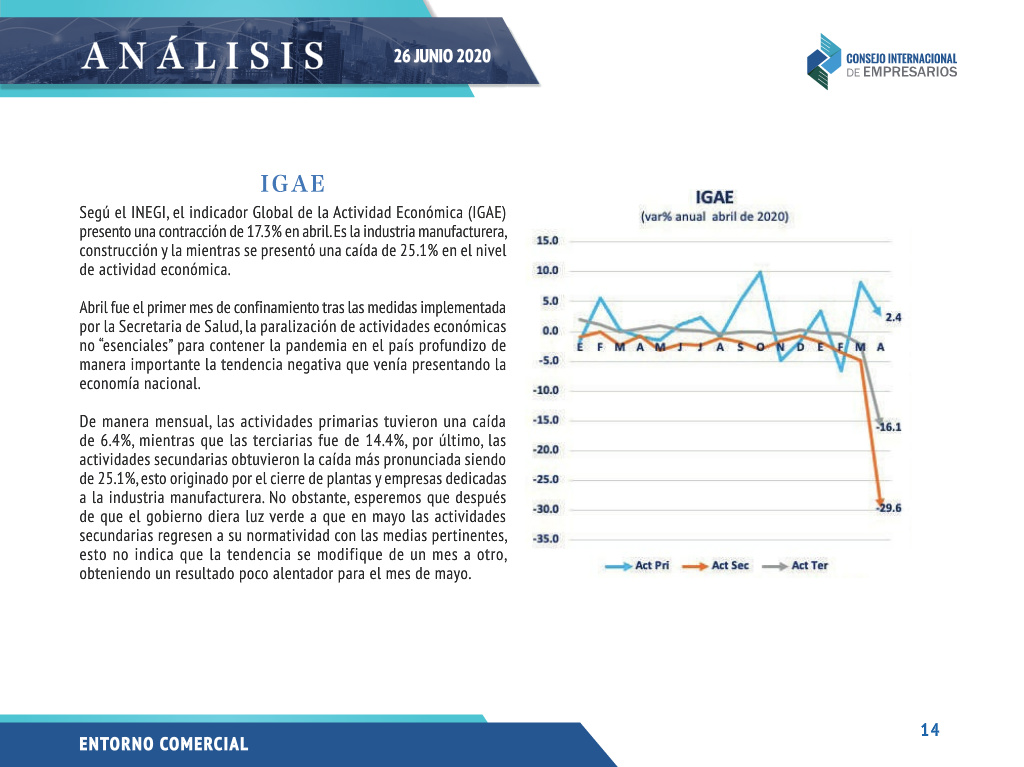 ANÁLISIS
26 JUNIO 2020
CONSEJO INTERNACIONAL
DE EMPRESARIOS
IGAE
Segú el INEGI, el indicador Global de la Actividad Económica (IGAE)
presento una contracción de 17.3% en abril. Es la industria manufacturera,
construcción y la mientras se presentó una caída de 25.1% en el nivel
de actividad económica.
Abril fue el primer mes de confinamiento tras las medidas implementada
por la Secretaria de Salud, la paralización de actividades económicas
no “esenciales” para contener la pandemia en el país profundizo de
manera importante la tendencia negativa que venía presentando la
economía nacional.
De manera mensual, las actividades primarias tuvieron una caída
de 6.4%, mientras que las terciarias fue de 14.4%, por último, las
actividades secundarias obtuvieron la caída más pronunciada siendo
de 25.1%, esto originado por el cierre de plantas y empresas dedicadas
a la industria manufacturera. No obstante, esperemos que después
de que el gobierno diera luz verde a que en mayo las actividades
secundarias regresen a su normatividad con las medias pertinentes,
esto no indica que la tendencia se modifique de un mes a otro,
obteniendo un resultado poco alentador para el mes de mayo.
IGAE
(var% anual abril de 2020)
15.0
10.0
5.0
0.0
-5.0
-10.0
-15.0
-20.0
-25.0
-30.0
-35.0
E F M A M J J A S O N D E F M A
2.4
-16.1
-29.6
Act Pri Act Sec Act Ter
ENTORNO COMERCIAL
14